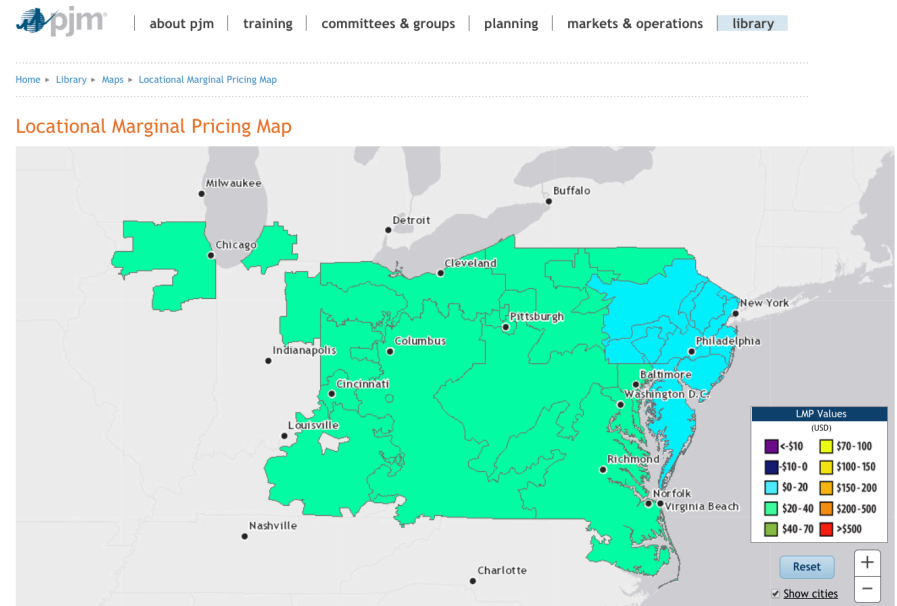 pjm
about pjm | training | committees & groups | planning | markets & operations | library
Home ▸ Library ▸ Maps ▸ Locational Marginal Pricing Map
Locational Marginal Pricing Map
Milwaukee
Buffalo
Detroit
Chicago
Cleveland
New York
Pittsburgh
Columbus
Philadelphia
Indianapolis
Baltimore
Cincinnati
Washington D.C.
Louisville
Richmond
Norfolk
Virginia Beach
Nashville
Charlotte
LMP Values
(USD)
<-$10 $70-100
-$10-0 $100-150
$0-20 $150-200
$20-40 $200-500
$40-70 >$500
Reset
+
−
Show cities